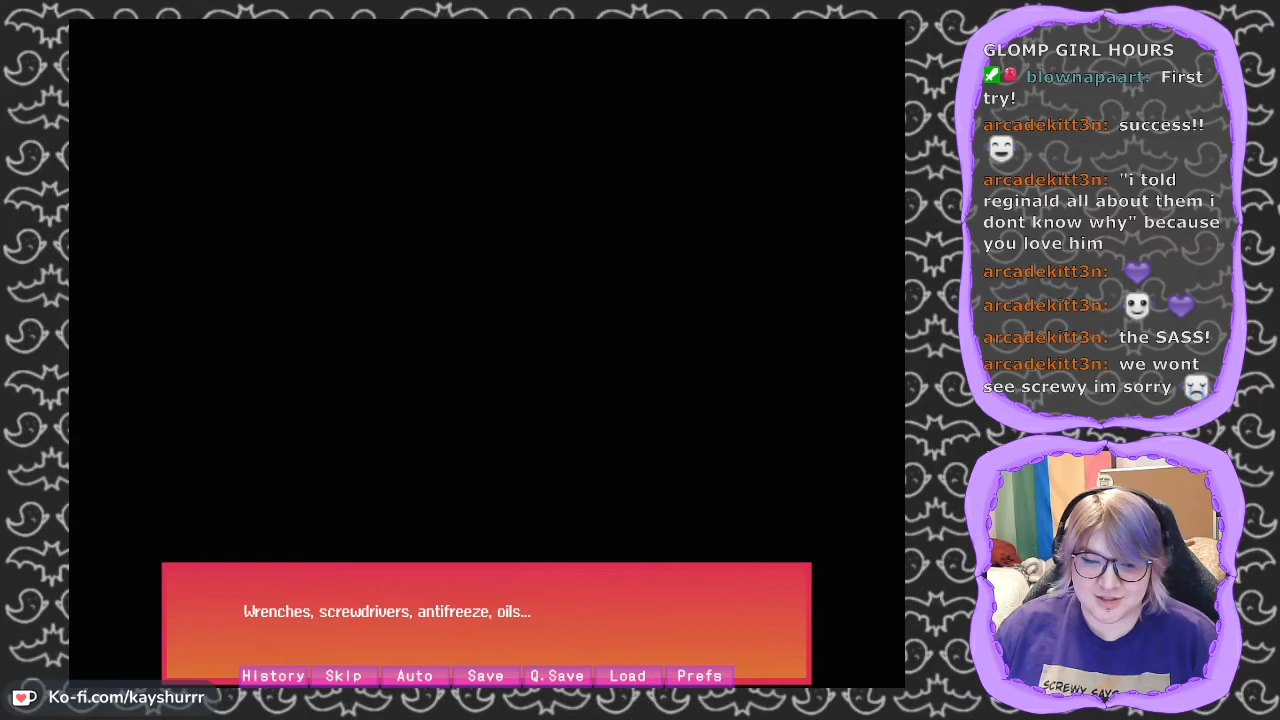 GLOMP GIRL HOURS
blownapaart: First
try!
arcadekitt3n: success!!
arcadekitt3n: "i told
reginald all about them i
dont know why" because
you love him
arcadekitt3n:
arcadekitt3n:
arcadekitt3n: the SASS!
arcadekitt3n: we wont
see screwy im sorry
Wrenches, screwdrivers, antifreeze, oils...
History Skip Auto Save Q.Save Load Prefs
Ko-fi.com/kayshurrr
SCREWY SAYS